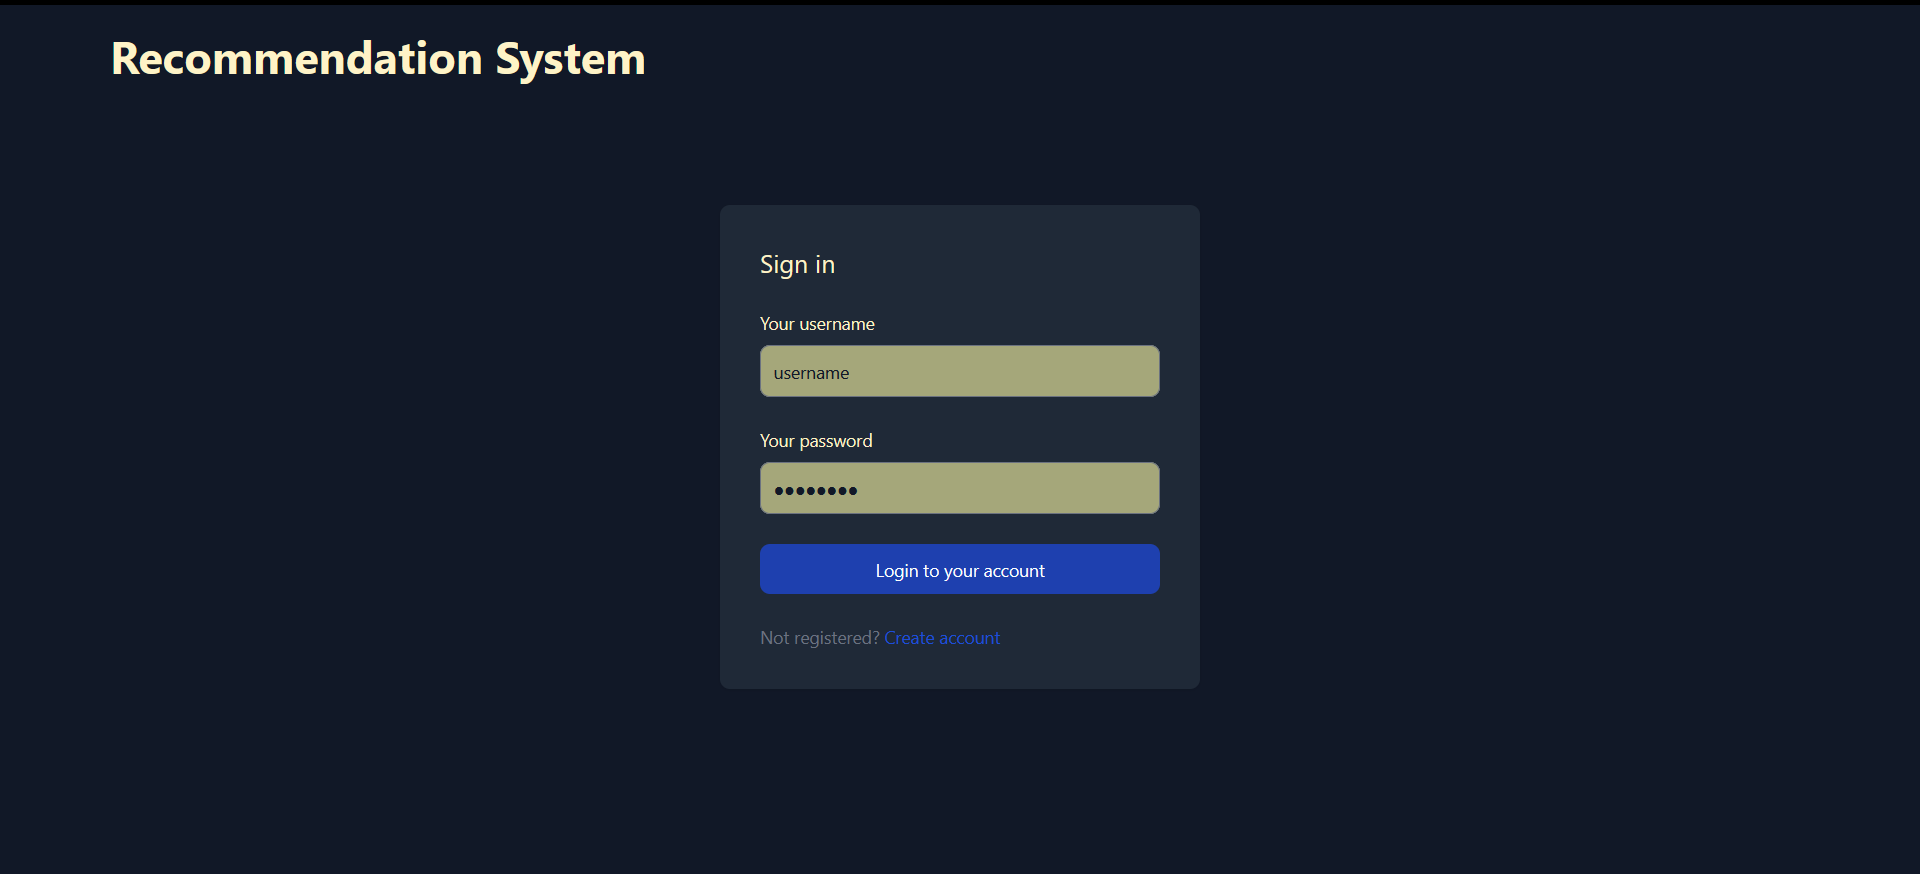 Recommendation System
Sign in
Your username
username
Your password
••••••••
Login to your account
Not registered? Create account